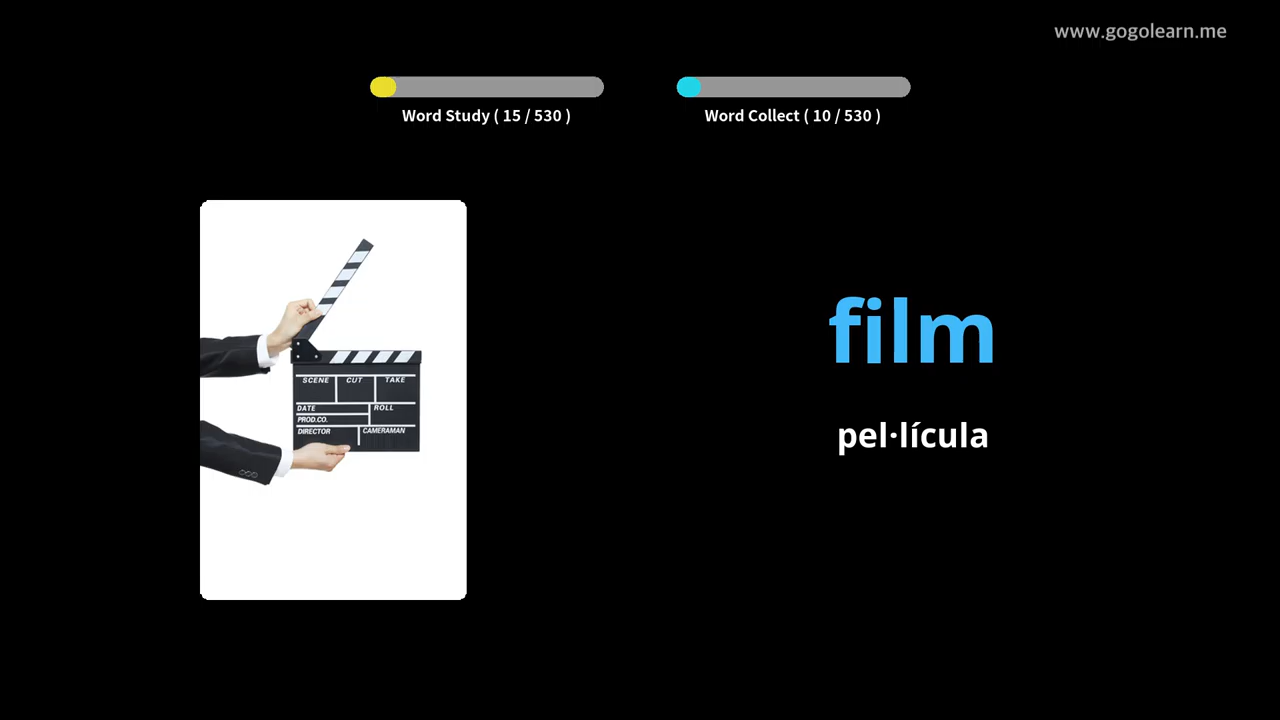 www.gogolearn.me
Word Study ( 15 / 530 )
Word Collect ( 10 / 530 )
SCENE CUT TAKE
DATE ROLL
PROD.CO.
DIRECTOR CAMERAMAN
film
pel·lícula